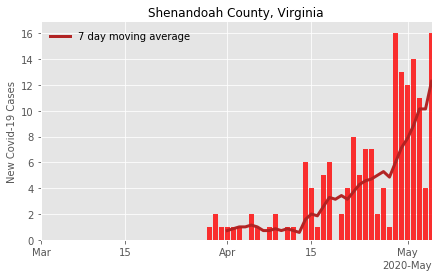 Shenandoah County, Virginia
7 day moving average
New Covid-19 Cases
16
14
12
10
8
6
4
2
0
Mar
15
Apr
15
May
2020-May